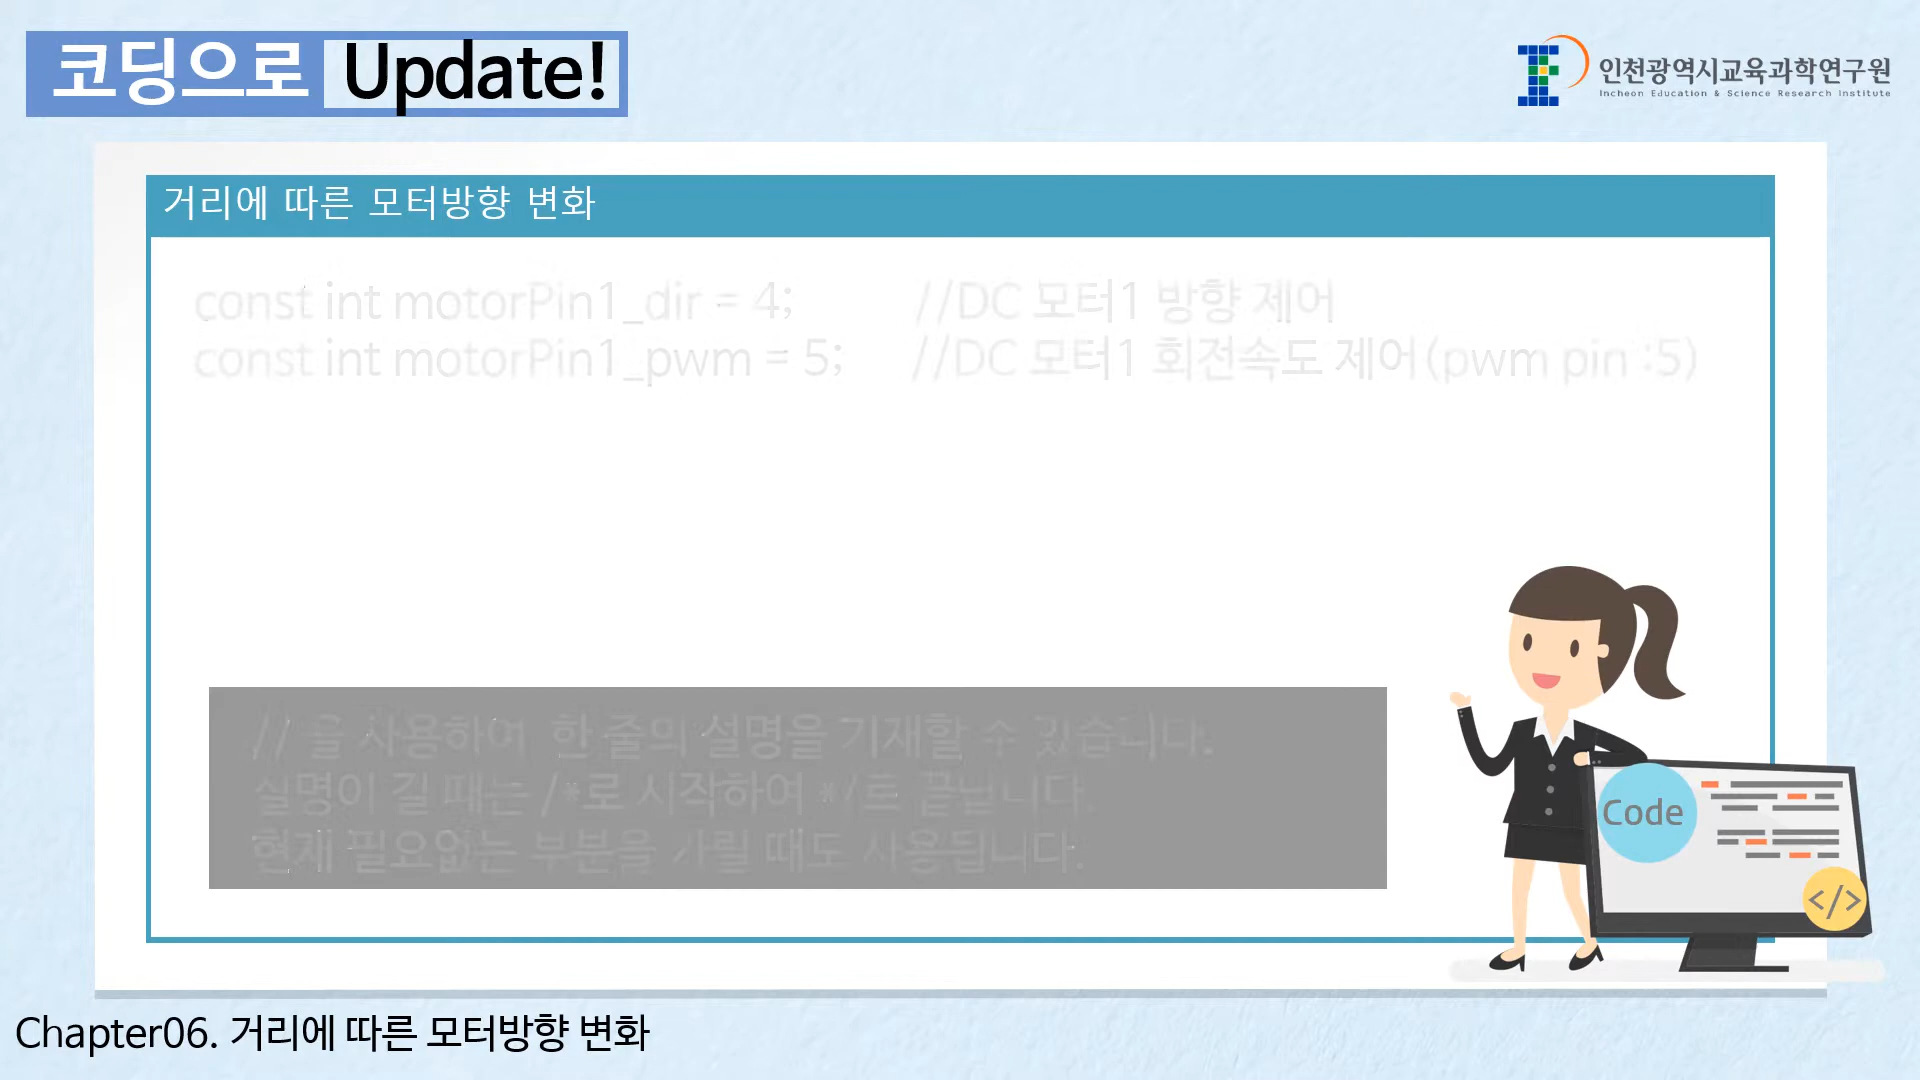 코딩으로 Update!
인천광역시교육과학연구원
Incheon Education & Science Research Institute
거리에 따른 모터방향 변화
const int motorPin1_dir = 4; //DC 모터1 방향 제어
const int motorPin1_pwm = 5; //DC 모터1 회전속도 제어(pwm pin :5)
// 을 사용하여 한 줄의 설명을 기재할 수 있습니다.
설명이 길 때는 /*로 시작하여 */로 끝납니다.
현재 필요없는 부분을 가릴 때도 사용됩니다.
Code
</>
Chapter06. 거리에 따른 모터방향 변화